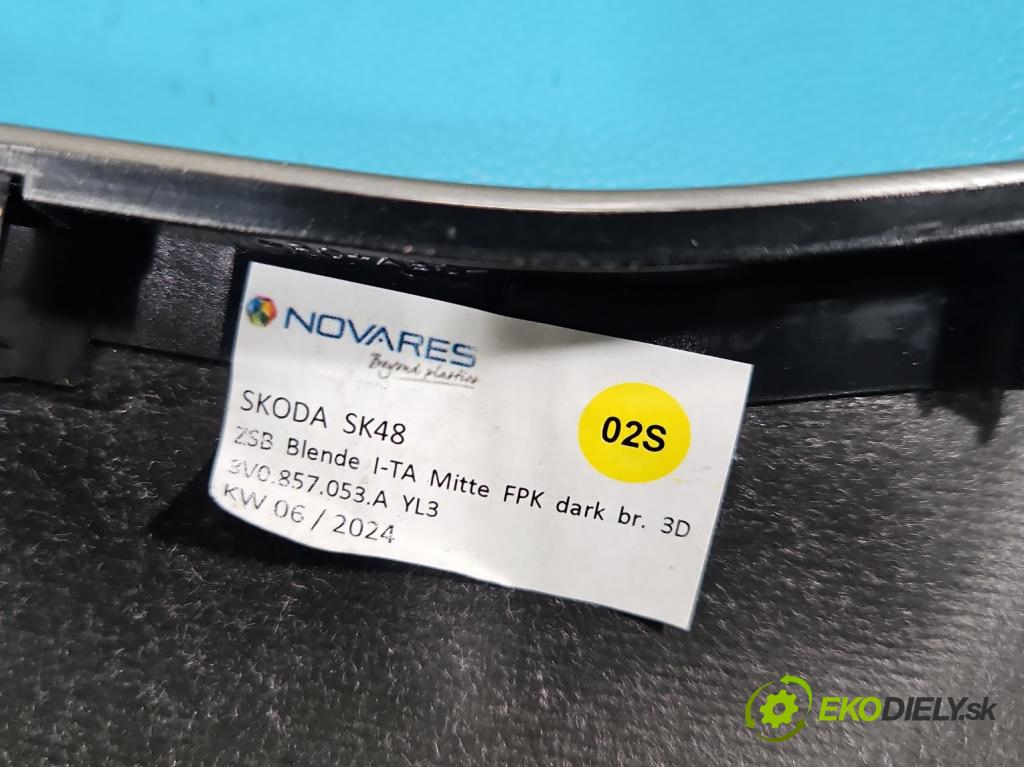 NOVARES
Beyond plastics
SKODA SK48
02S
ZSB Blende I-TA Mitte FPK dark br. 3D
3V0.857.053.A YL3
KW 06 / 2024
EKODIELY.sk